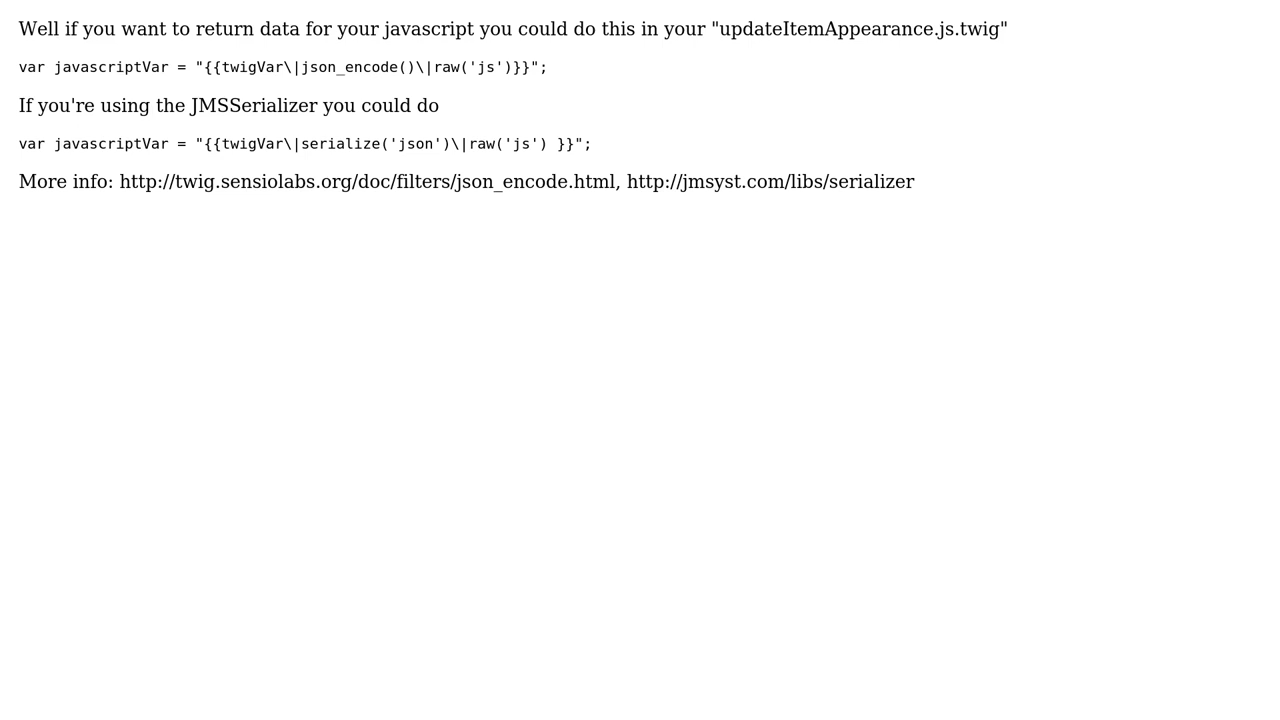 Well if you want to return data for your javascript you could do this in your "updateItemAppearance.js.twig"
var javascriptVar = "{{twigVar\|json_encode()\|raw('js')}}";
If you're using the JMSSerializer you could do
var javascriptVar = "{{twigVar\|serialize('json')\|raw('js') }}";
More info: http://twig.sensiolabs.org/doc/filters/json_encode.html, http://jmsyst.com/libs/serializer